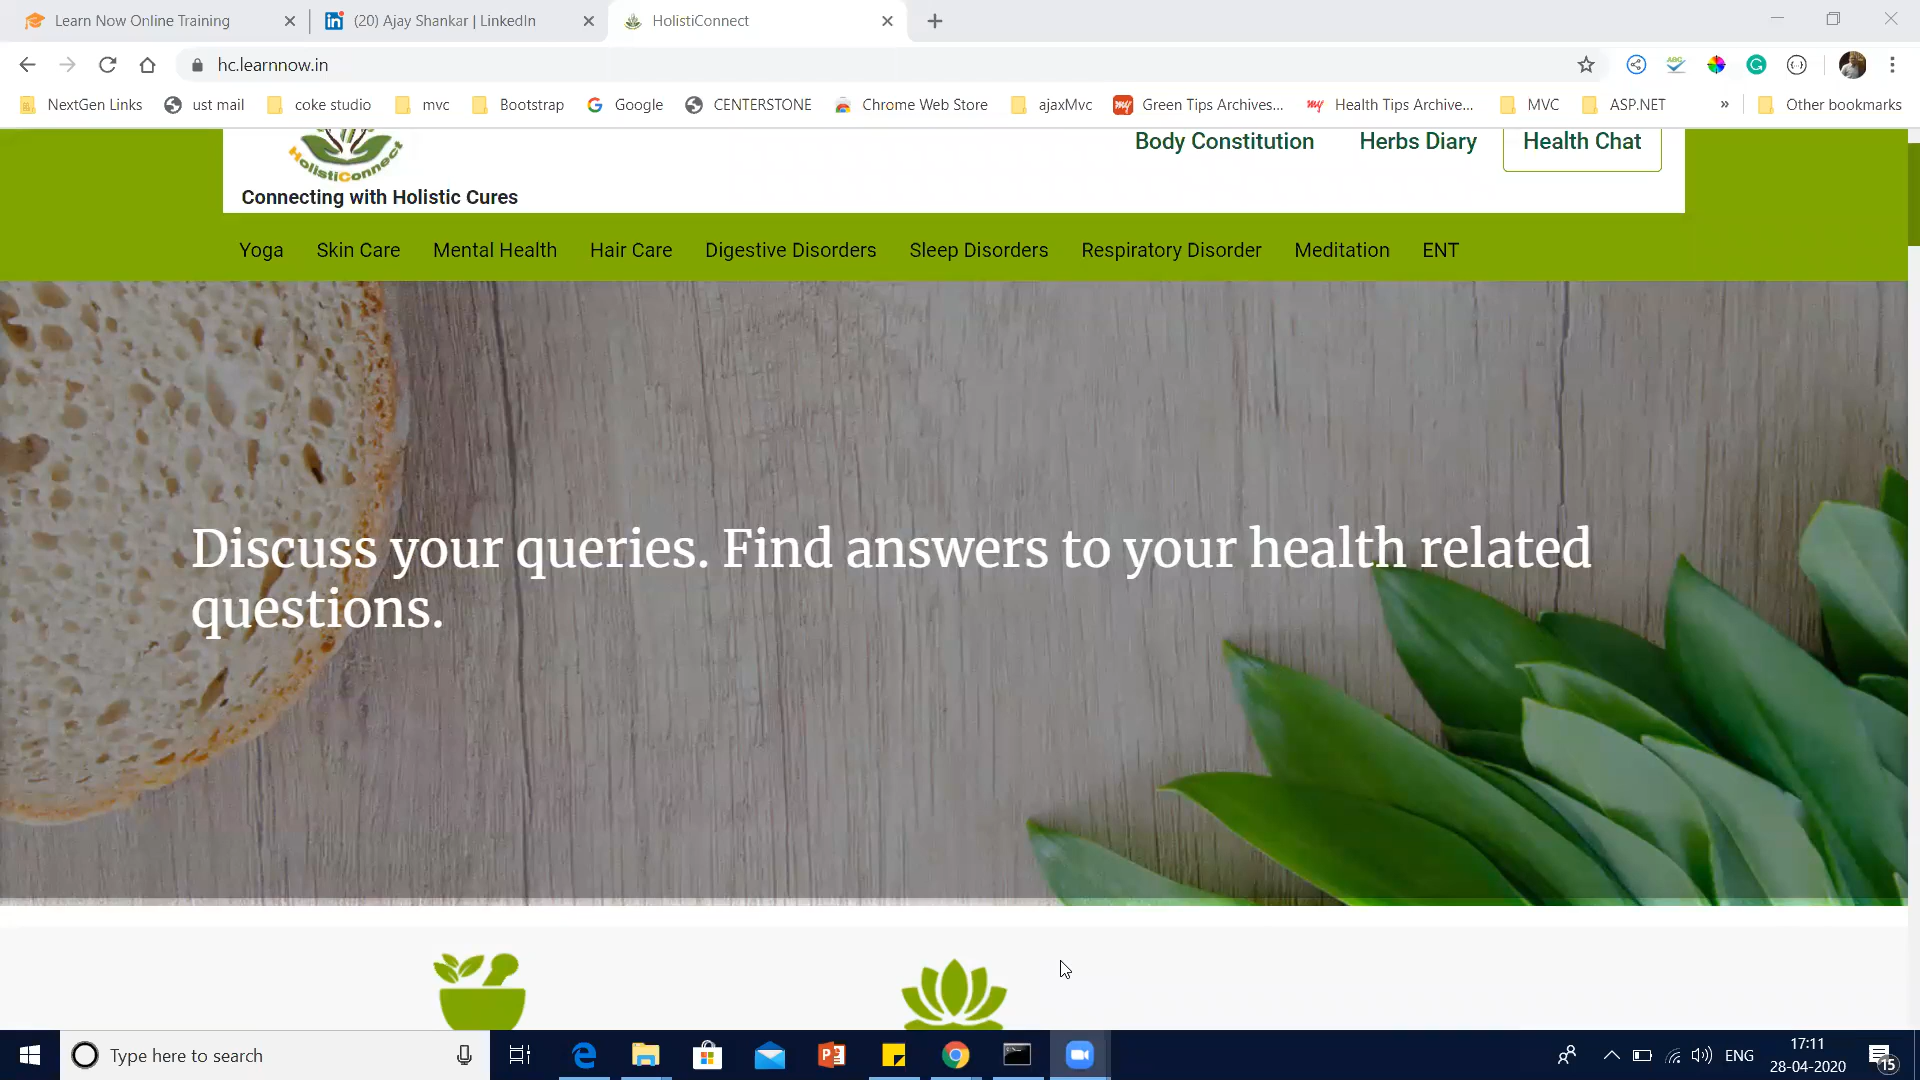 Learn Now Online Training
(20) Ajay Shankar | LinkedIn
HolistiConnect
hc.learnnow.in
NextGen Links
ust mail
coke studio
mvc
Bootstrap
Google
CENTERSTONE
Chrome Web Store
ajaxMvc
Green Tips Archives...
Health Tips Archive...
MVC
ASP.NET
»
Other bookmarks
HolistiConnect
Connecting with Holistic Cures
Body Constitution
Herbs Diary
Health Chat
Yoga
Skin Care
Mental Health
Hair Care
Digestive Disorders
Sleep Disorders
Respiratory Disorder
Meditation
ENT
Discuss your queries. Find answers to your health related
questions.
Type here to search
ENG
17:11
28-04-2020
15